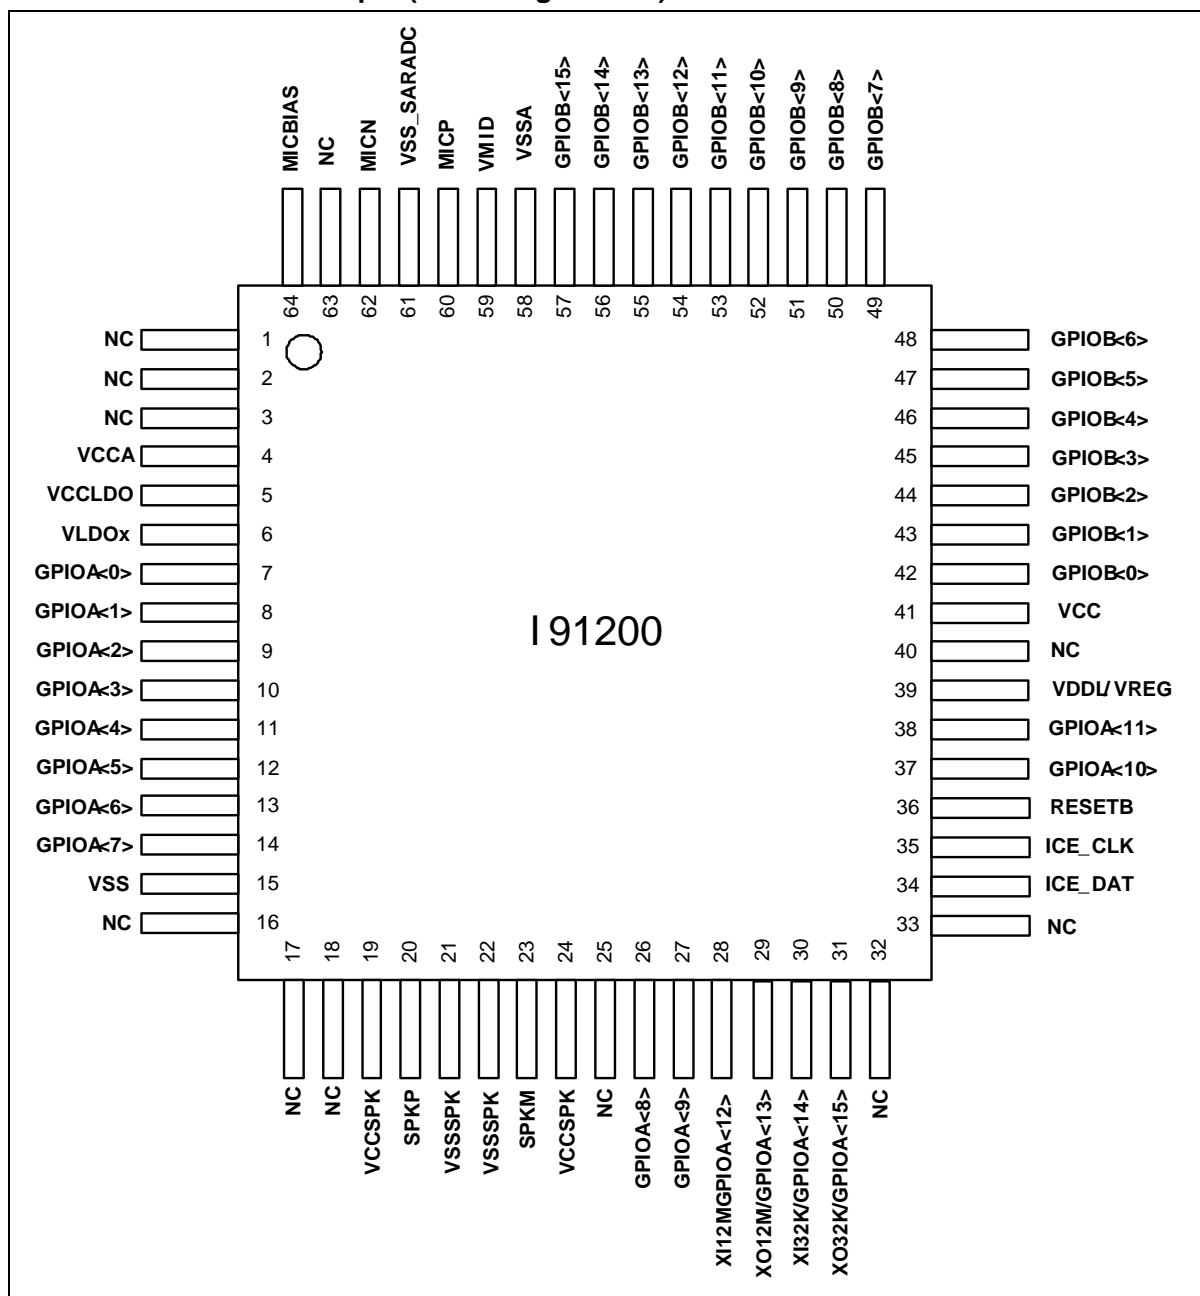 MICBIAS
NC
MICN
VSS_SARADC
MICP
VMID
VSSA
GPIOB<15>
GPIOB<14>
GPIOB<13>
GPIOB<12>
GPIOB<11>
GPIOB<10>
GPIOB<9>
GPIOB<8>
GPIOB<7>
64
63
62
61
60
59
58
57
56
55
54
53
52
51
50
49
NC 1
NC 2
NC 3
VCCA 4
VCCLDO 5
VLDOx 6
GPIOA<0> 7
GPIOA<1> 8
GPIOA<2> 9
GPIOA<3> 10
GPIOA<4> 11
GPIOA<5> 12
GPIOA<6> 13
GPIOA<7> 14
VSS 15
NC 16
I91200
48 GPIOB<6>
47 GPIOB<5>
46 GPIOB<4>
45 GPIOB<3>
44 GPIOB<2>
43 GPIOB<1>
42 GPIOB<0>
41 VCC
40 NC
39 VDDL/VREG
38 GPIOA<11>
37 GPIOA<10>
36 RESETB
35 ICE_CLK
34 ICE_DAT
33 NC
17
18
19
20
21
22
23
24
25
26
27
28
29
30
31
32
NC
NC
VCCSPK
SPKP
VSSSPK
VSSSPK
SPKM
VCCSPK
NC
GPIOA<8>
GPIOA<9>
XI12MGPIOA<12>
XO12M/GPIOA<13>
XI32K/GPIOA<14>
XO32K/GPIOA<15>
NC